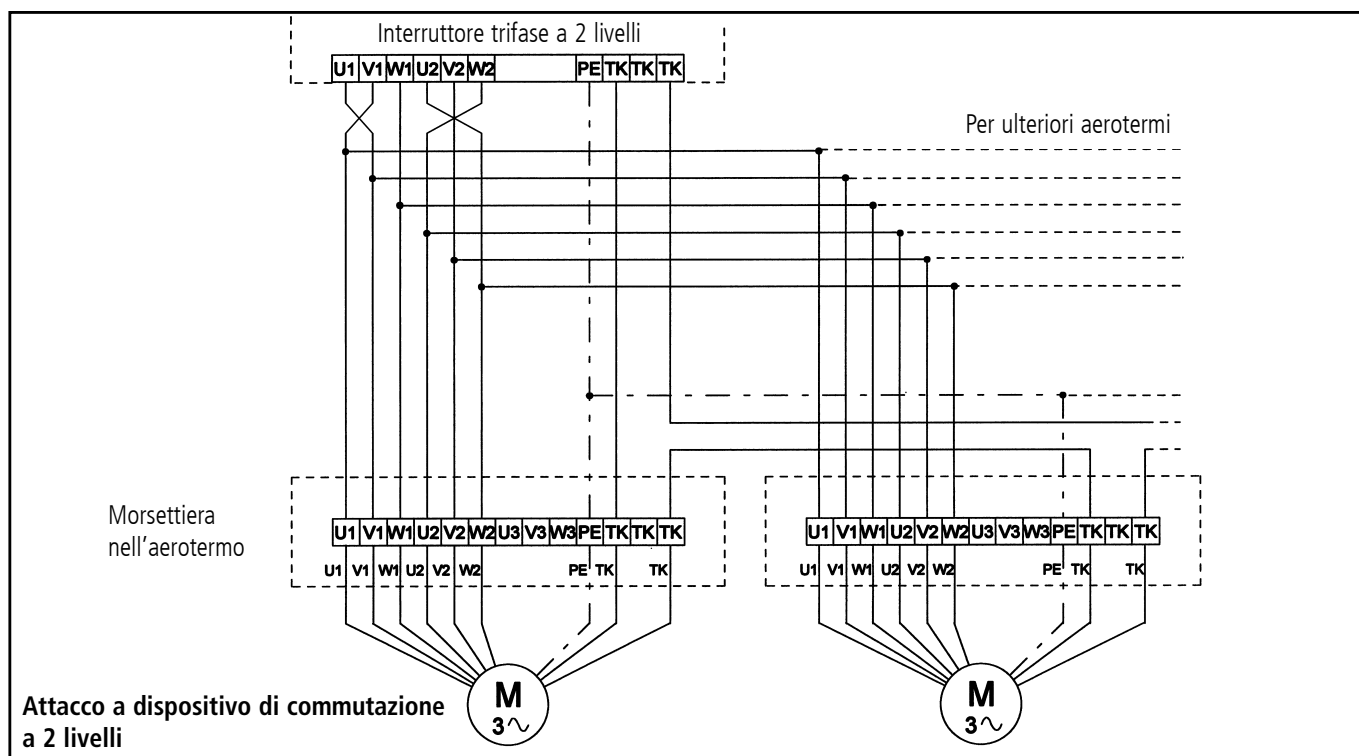 Interruttore trifase a 2 livelli
U1 V1 W1 U2 V2 W2 PE TK TK TK
Per ulteriori aerotermi
Morsettiera
nell'aerotermo
U1 V1 W1 U2 V2 W2 U3 V3 W3 PE TK TK TK
U1 V1 W1 U2 V2 W2 PE TK TK
U1 V1 W1 U2 V2 W2 U3 V3 W3 PE TK TK TK
U1 V1 W1 U2 V2 W2 PE TK TK
M
3~
M
3~
Attacco a dispositivo di commutazione
a 2 livelli